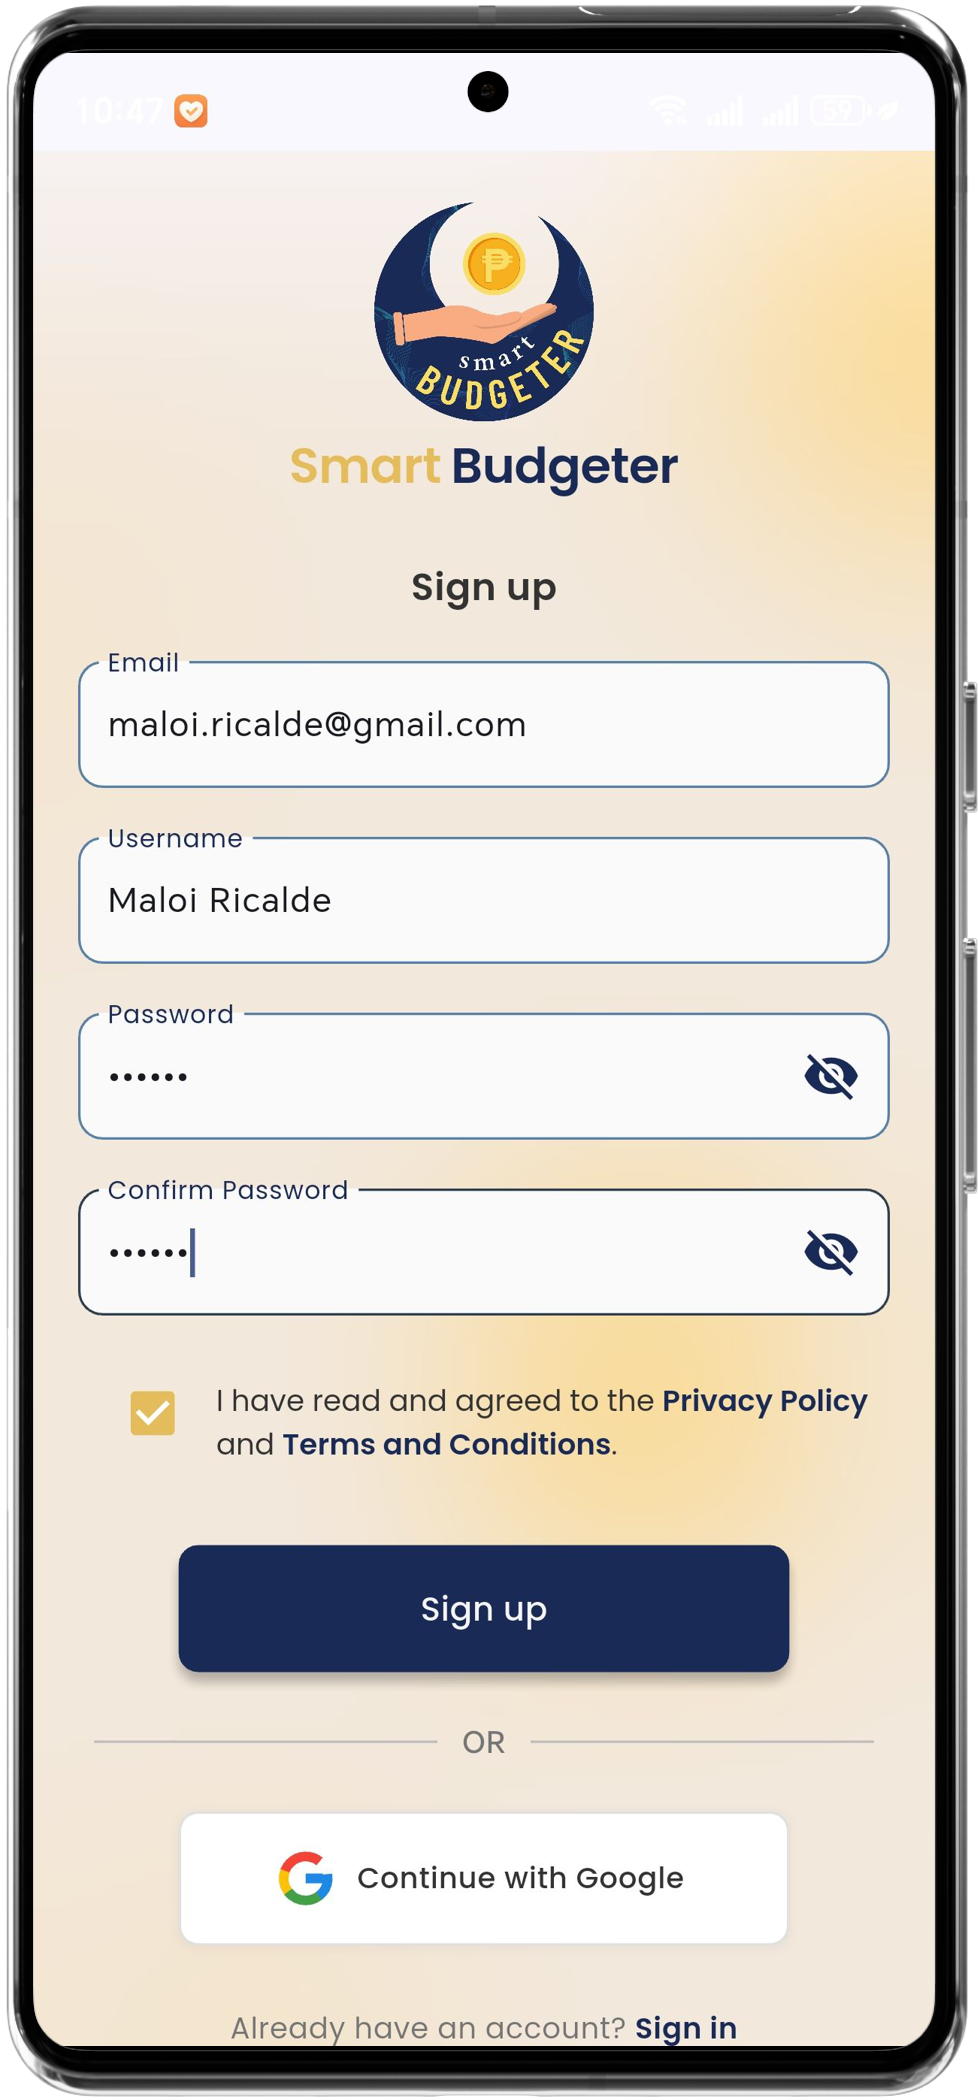 10:47
59
P
smart
BUDGETER
Smart Budgeter
Sign up
Email
maloi.ricalde@gmail.com
Username
Maloi Ricalde
Password
••••••
Confirm Password
••••••
I have read and agreed to the Privacy Policy
and Terms and Conditions.
Sign up
OR
Continue with Google
Already have an account? Sign in